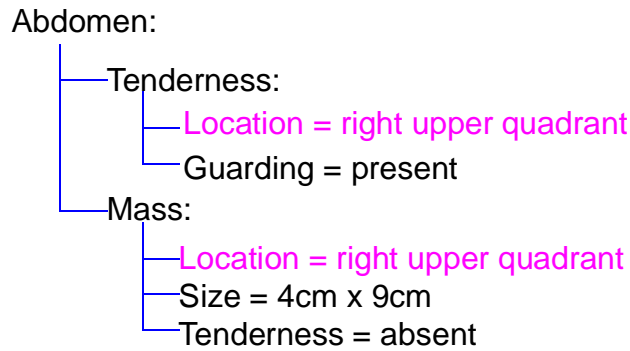 Abdomen:
Tenderness:
Location = right upper quadrant
Guarding = present
Mass:
Location = right upper quadrant
Size = 4cm x 9cm
Tenderness = absent